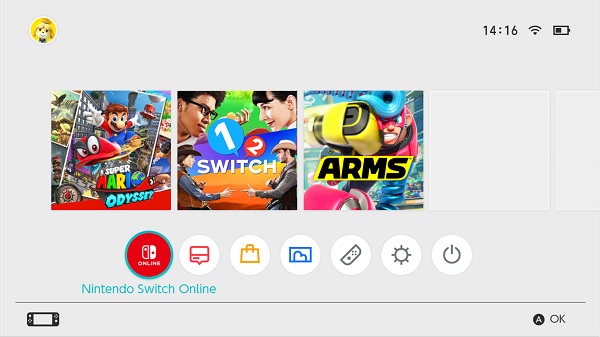 14:16
SUPER
MARIO
ODYSSEY
1 2
SWITCH
ARMS
ONLINE
Nintendo Switch Online
A OK